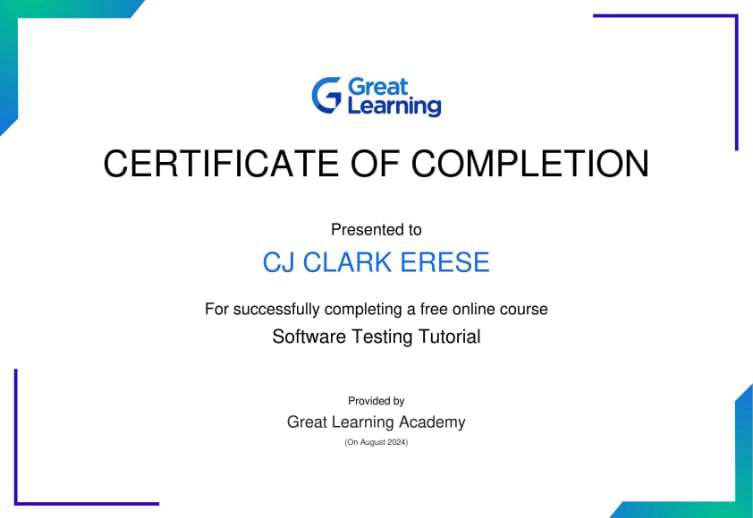 Great
Learning
CERTIFICATE OF COMPLETION
Presented to
CJ CLARK ERESE
For successfully completing a free online course
Software Testing Tutorial
Provided by
Great Learning Academy
(On August 2024)